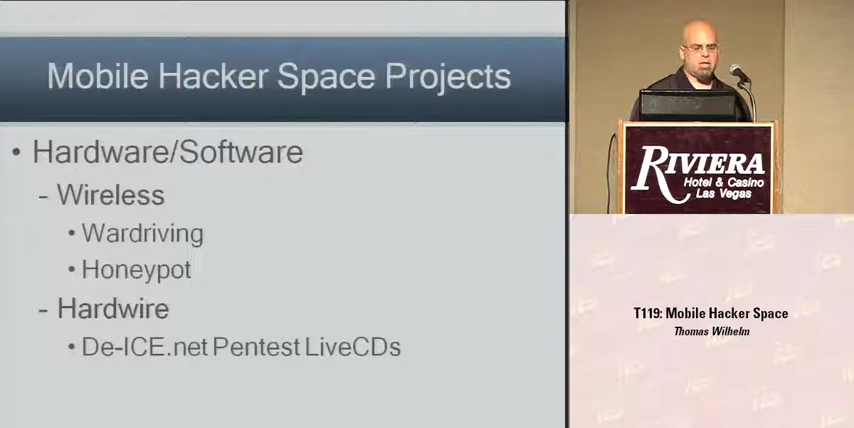 Mobile Hacker Space Projects
• Hardware/Software
- Wireless
• Wardriving
• Honeypot
- Hardwire
• De-ICE.net Pentest LiveCDs
RIVIERA
Hotel & Casino
Las Vegas
T119: Mobile Hacker Space
Thomas Wilhelm